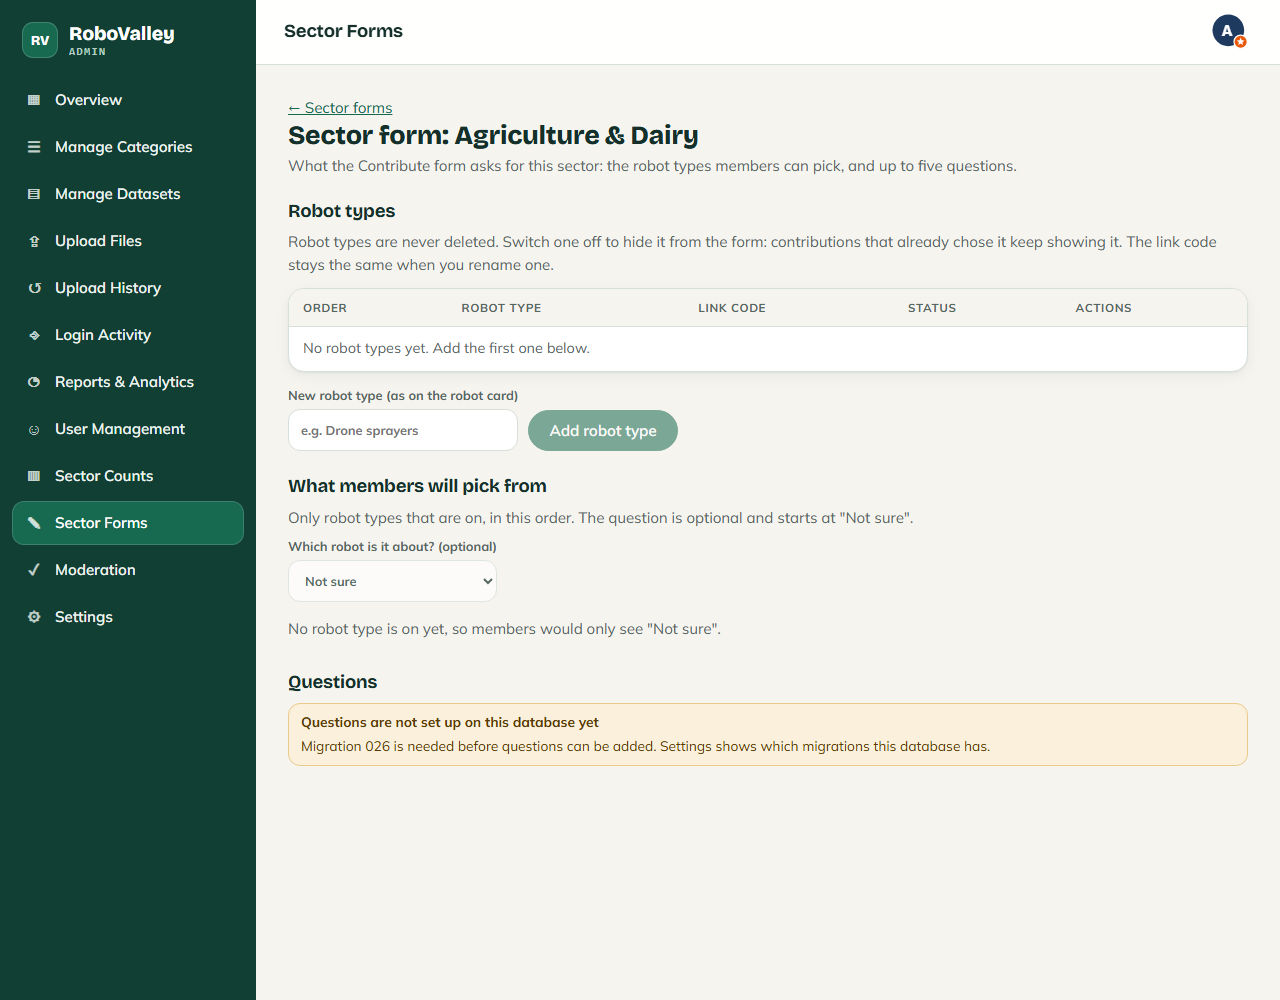 RV
RoboValley
ADMIN
Overview
Manage Categories
Manage Datasets
Upload Files
Upload History
Login Activity
Reports & Analytics
User Management
Sector Counts
Sector Forms
Moderation
Settings
Sector Forms
A
← Sector forms
Sector form: Agriculture & Dairy
What the Contribute form asks for this sector: the robot types members can pick, and up to five questions.
Robot types
Robot types are never deleted. Switch one off to hide it from the form: contributions that already chose it keep showing it. The link code
stays the same when you rename one.
ORDER ROBOT TYPE LINK CODE STATUS ACTIONS
No robot types yet. Add the first one below.
New robot type (as on the robot card)
e.g. Drone sprayers
Add robot type
What members will pick from
Only robot types that are on, in this order. The question is optional and starts at "Not sure".
Which robot is it about? (optional)
Not sure
No robot type is on yet, so members would only see "Not sure".
Questions
Questions are not set up on this database yet
Migration 026 is needed before questions can be added. Settings shows which migrations this database has.